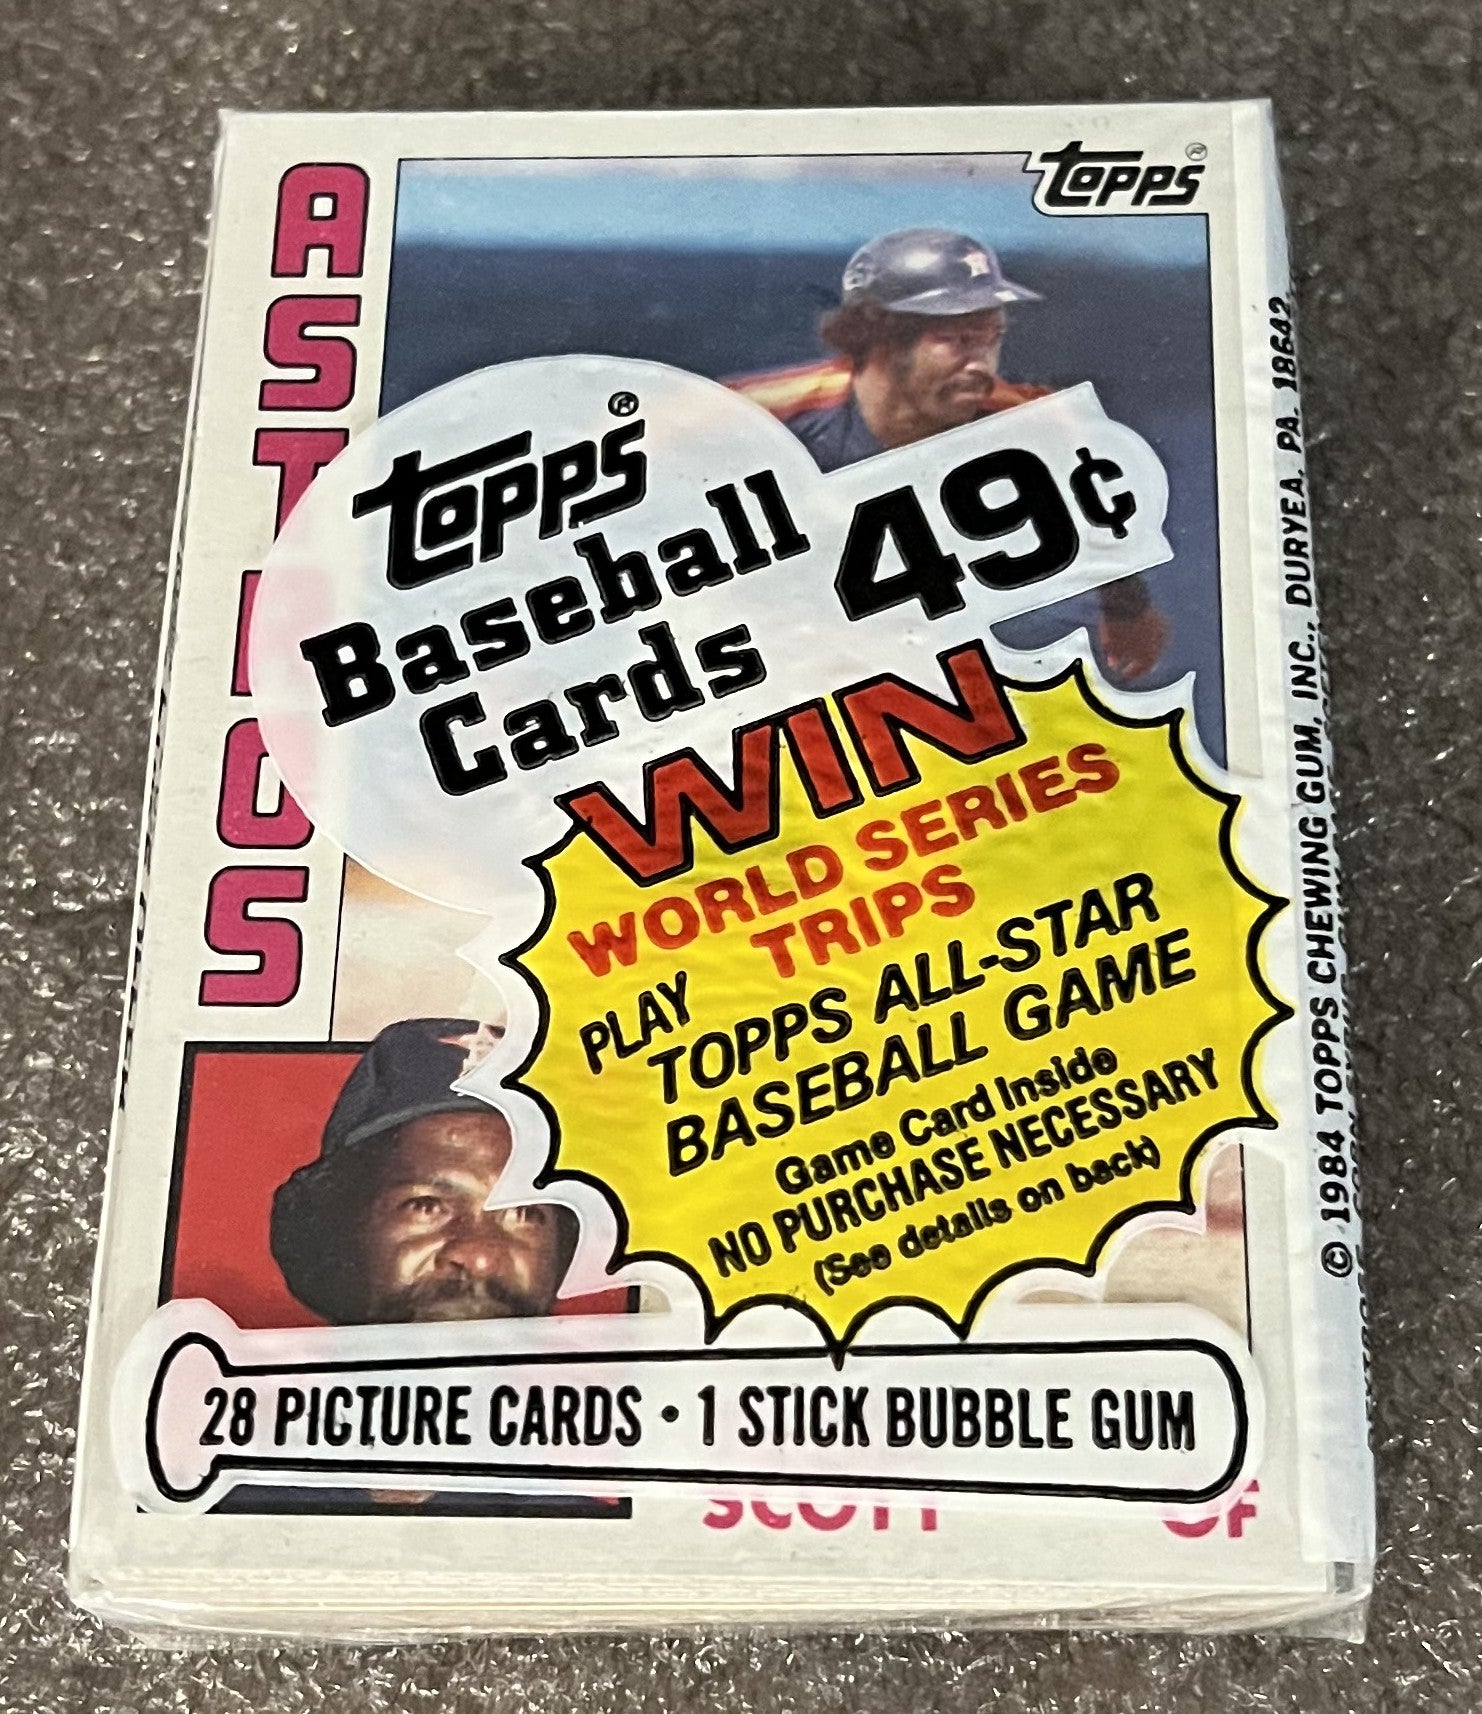 ASTROS
Topps®
Topps®
Baseball
Cards
49¢
WIN
WORLD SERIES
TRIPS
PLAY
TOPPS ALL-STAR
BASEBALL GAME
Game Card Inside
NO PURCHASE NECESSARY
(See details on back)
28 PICTURE CARDS • 1 STICK BUBBLE GUM
SCOTT OF
© 1984 TOPPS CHEWING GUM, INC., DURYEA, PA. 18642